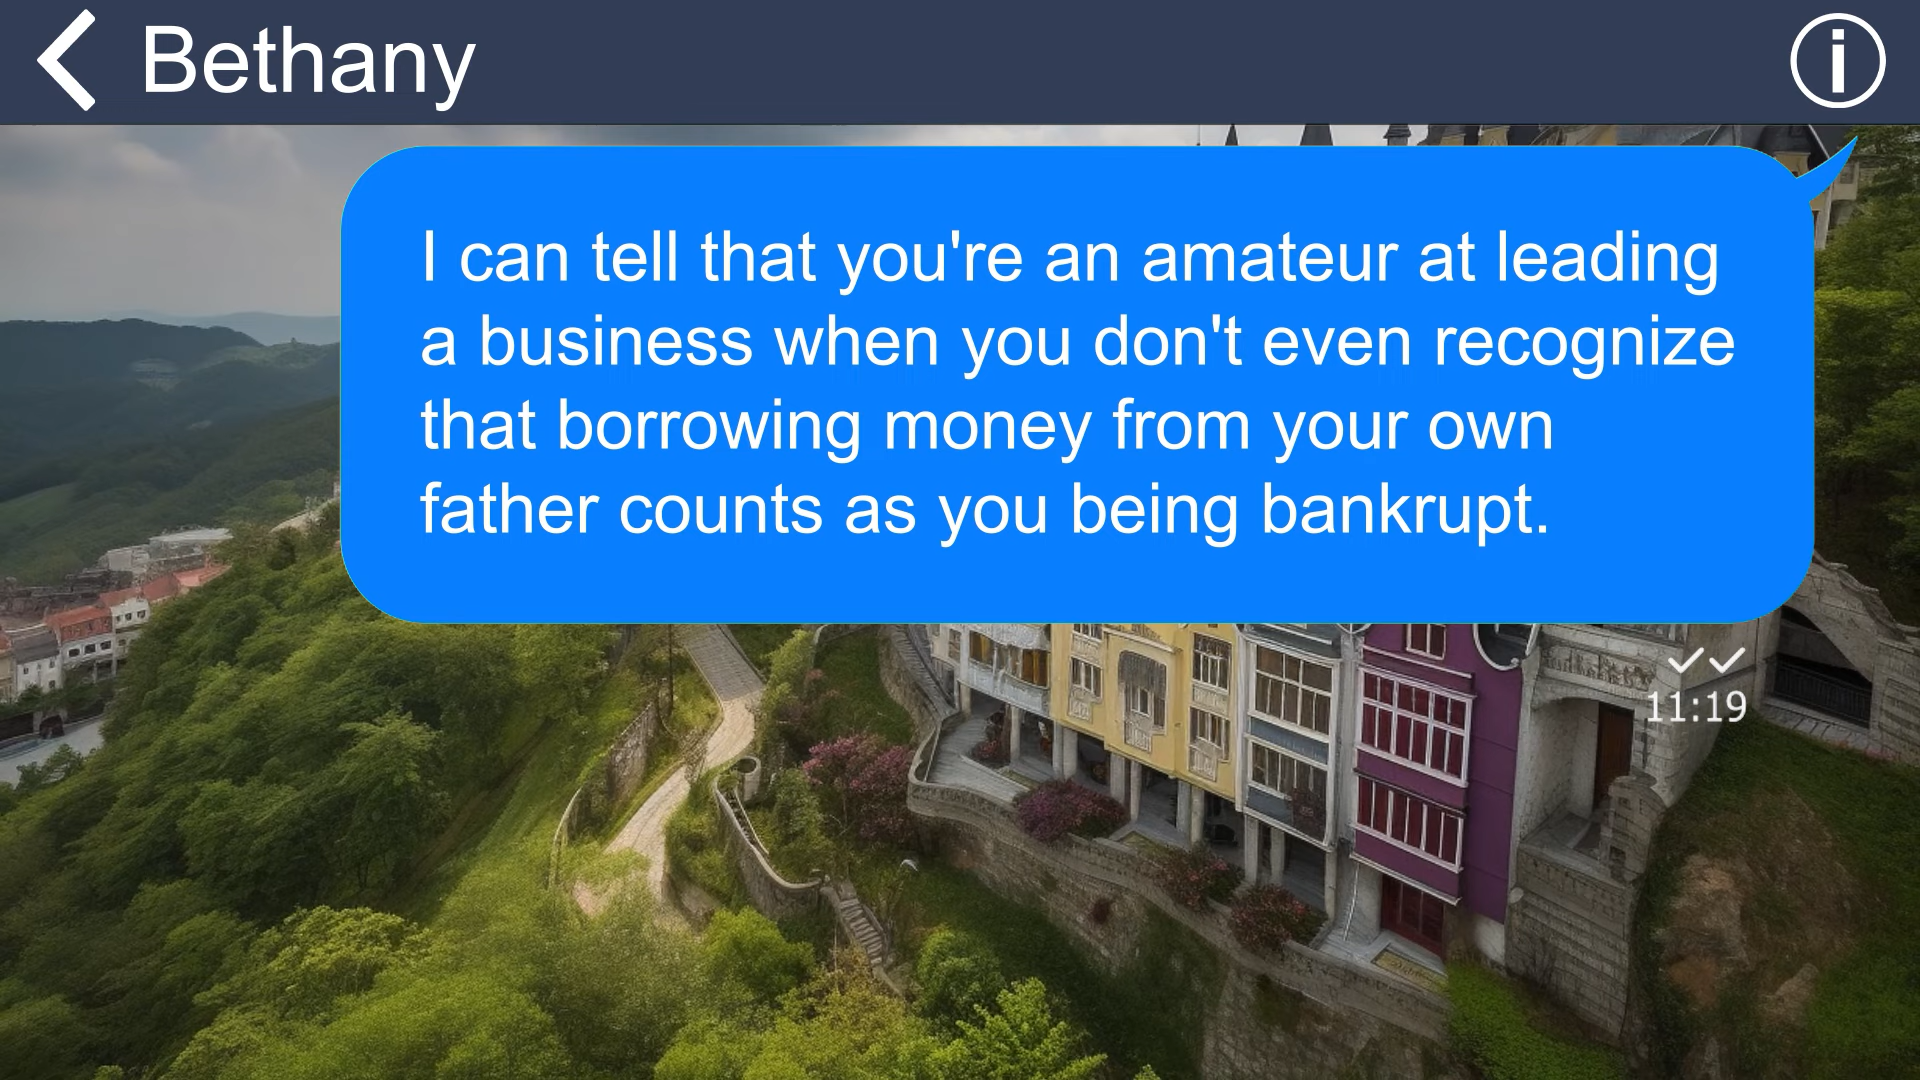 Bethany
I can tell that you're an amateur at leading
a business when you don't even recognize
that borrowing money from your own
father counts as you being bankrupt.
11:19